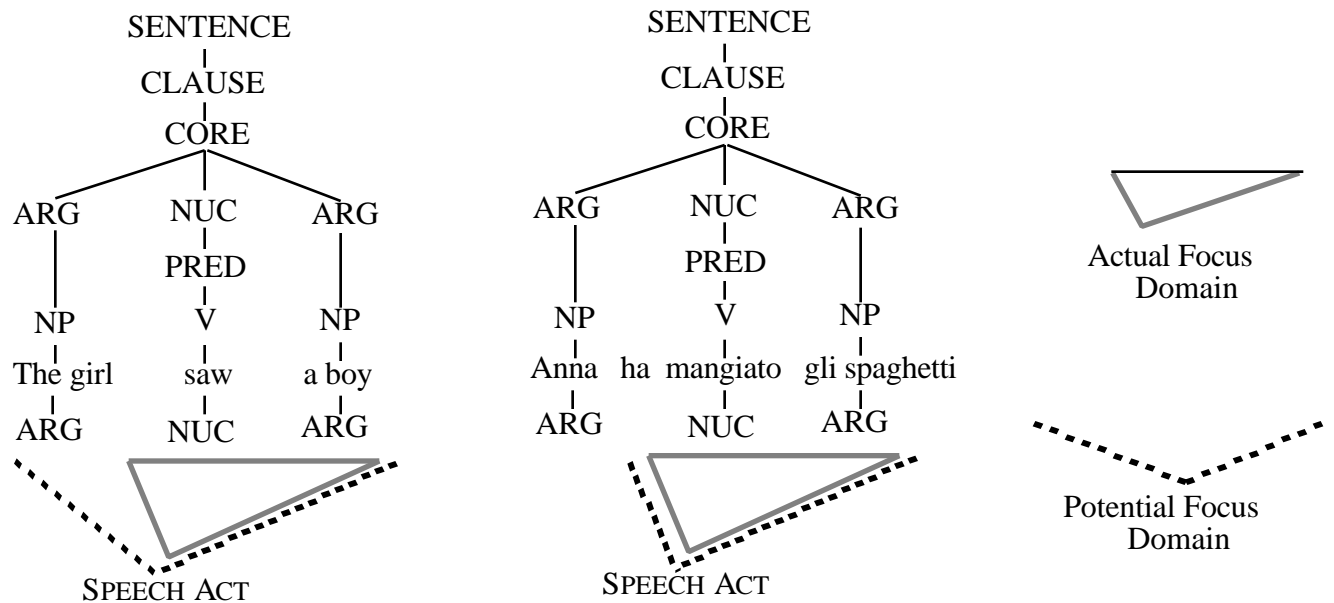 SENTENCE
CLAUSE
CORE
ARG NUC ARG
PRED
NP V NP
The girl saw a boy
ARG NUC ARG
SPEECH ACT
SENTENCE
CLAUSE
CORE
ARG NUC ARG
PRED
NP V NP
Anna ha mangiato gli spaghetti
ARG NUC ARG
SPEECH ACT
Actual Focus
Domain
Potential Focus
Domain